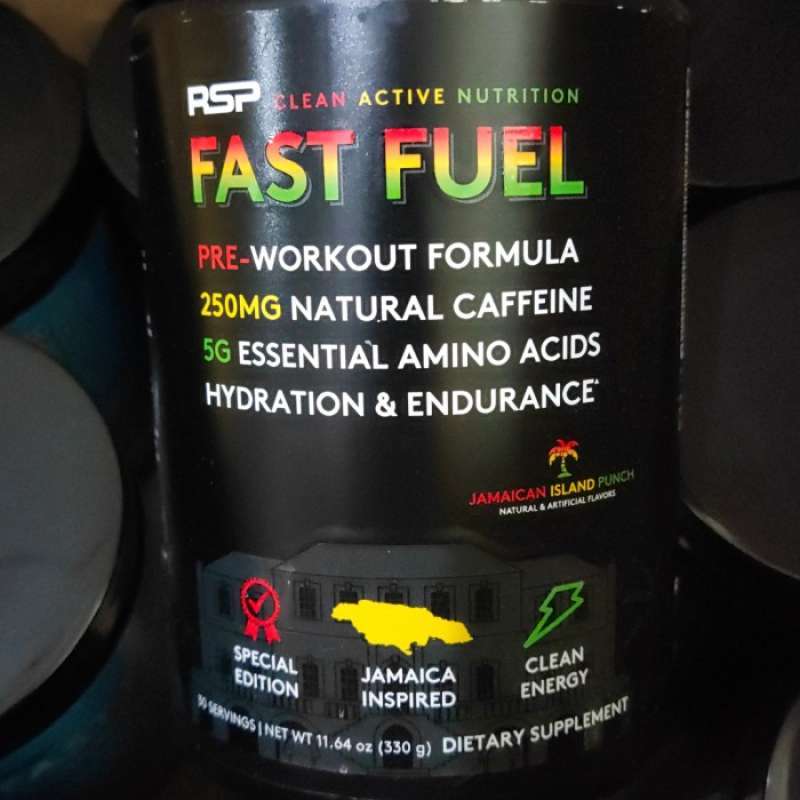 RSP CLEAN ACTIVE NUTRITION
FAST FUEL
PRE-WORKOUT FORMULA
250MG NATURAL CAFFEINE
5G ESSENTIAL AMINO ACIDS
HYDRATION & ENDURANCE^
JAMAICAN ISLAND PUNCH
NATURAL & ARTIFICIAL FLAVORS
SPECIAL
EDITION
JAMAICA
INSPIRED
CLEAN
ENERGY
30 SERVINGS | NET WT 11.64 oz (330 g) DIETARY SUPPLEMENT